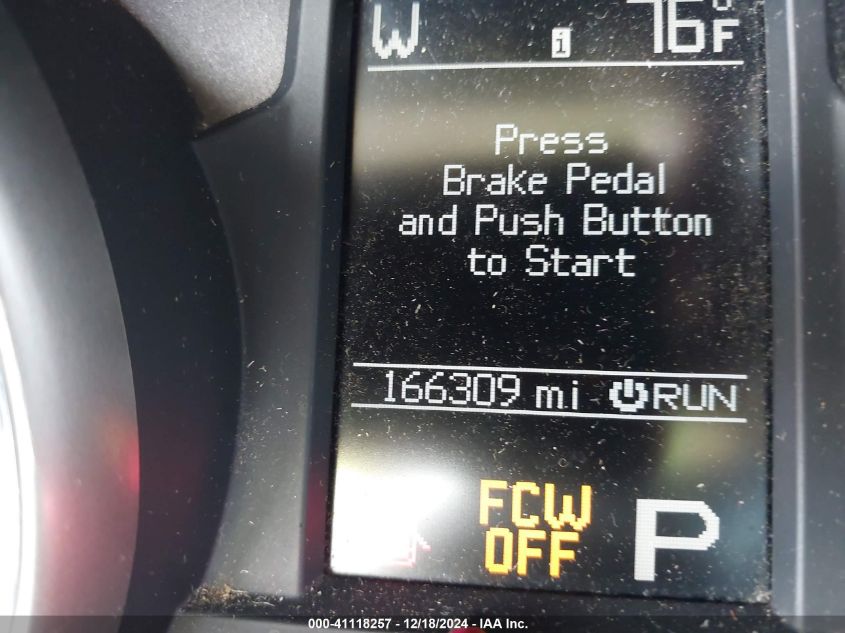 W i 76°F
Press
Brake Pedal
and Push Button
to Start
166309 mi RUN
FCW
OFF
P
000-41118257 - 12/18/2024 - IAA Inc.